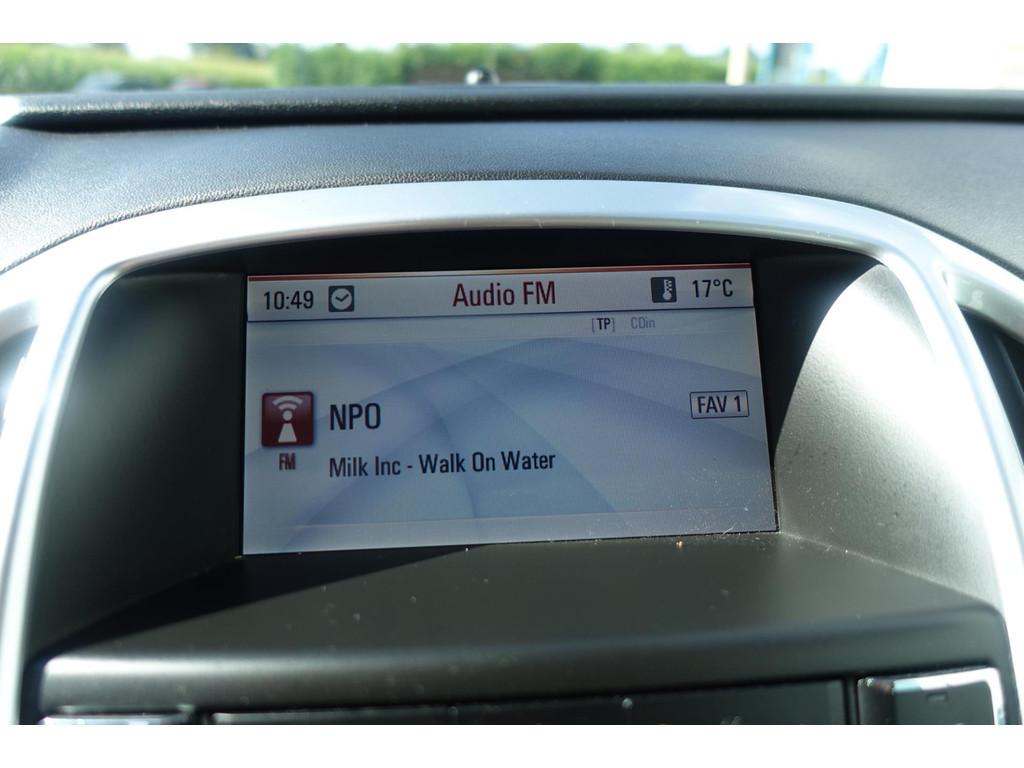 10:49 Audio FM 17°C
[TP] CDin
NPO FAV 1
FM
Milk Inc - Walk On Water